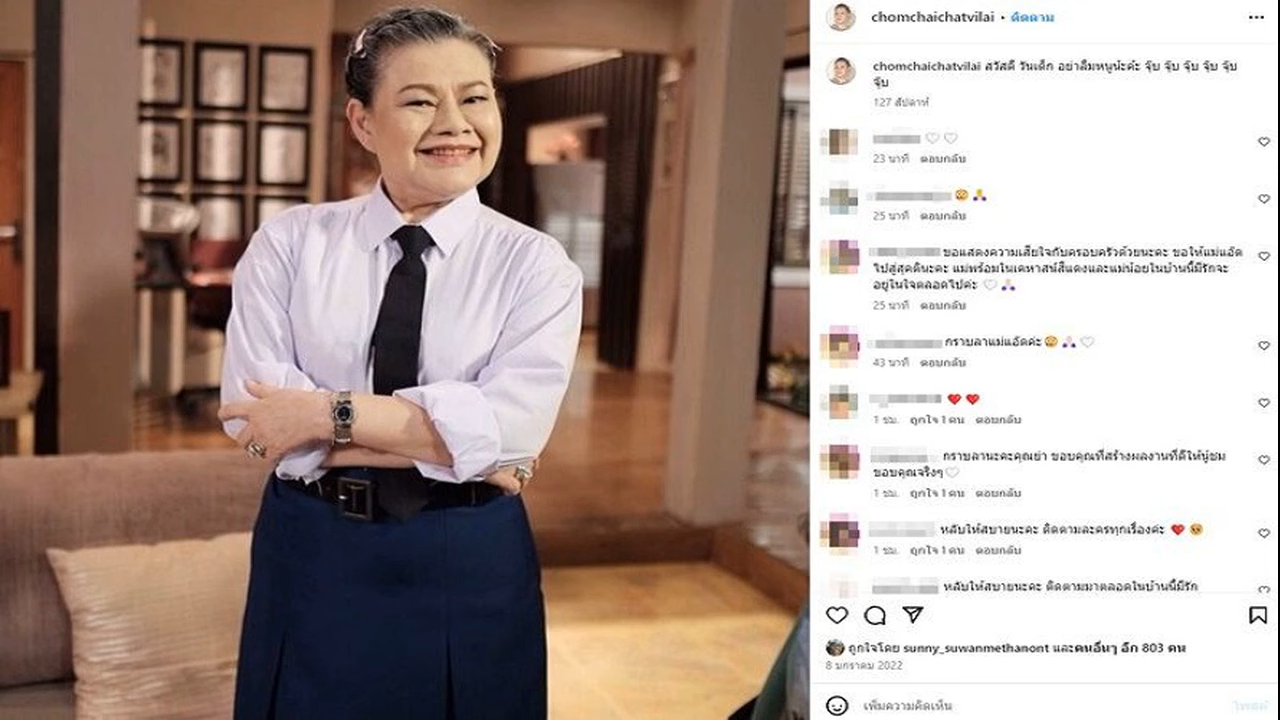 chomchaichatvilai • ติดตาม
chomchaichatvilai สวัสดี วันเด็ก อย่าลืมหนูน่ะค๊ะ จุ๊บ จุ๊บ จุ๊บ จุ๊บ จุ๊บ
จุ๊บ
127 สัปดาห์
23 นาที ตอบกลับ
25 นาที ตอบกลับ
ขอแสดงความเสียใจกับครอบครัวด้วยนะคะ ขอให้แม่แอ๊ด
ไปสู่สุคตินะคะ แม่พร้อมในเคหาสน์สีแดงและแม่น้อยในบ้านนี้มีรักจะ
อยู่ในใจตลอดไปค่ะ 🤍🙏
25 นาที ตอบกลับ
กราบลาแม่แอ๊ดค่ะ
43 นาที ตอบกลับ
1 ชม. ถูกใจ 1 คน ตอบกลับ
กราบลานะคะคุณย่า ขอบคุณที่สร้างผลงานที่ดีให้นู๋ชม
ขอบคุณจริงๆ
1 ชม. ถูกใจ 1 คน ตอบกลับ
หลับให้สบายนะคะ ติดตามละครทุกเรื่องค่ะ
1 ชม. ถูกใจ 1 คน ตอบกลับ
หลับให้สบายนะคะ ติดตามมาตลอดในบ้านนี้มีรัก
ถูกใจโดย sunny_suwanmethanont และคนอื่นๆ อีก 803 คน
8 มกราคม 2022
เพิ่มความคิดเห็น
โพสต์